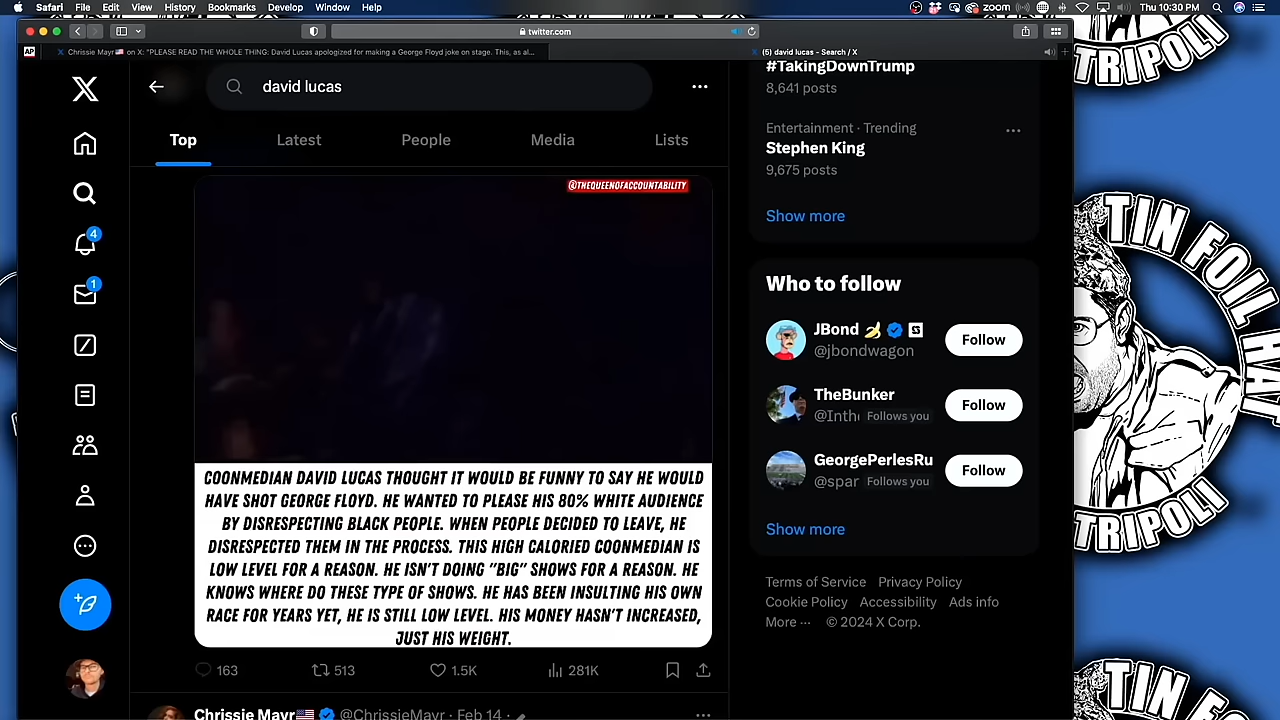 Safari File Edit View History Bookmarks Develop Window Help
zoom
Thu 10:30 PM
twitter.com
AP
Chrissie Mayr🇺🇸 on X: "PLEASE READ THE WHOLE THING: David Lucas apologized for making a George Floyd joke on stage. This, as al...
(5) david lucas - Search / X
david lucas
Top Latest People Media Lists
@THEQUEENOFACCOUNTABILITY
COONMEDIAN DAVID LUCAS THOUGHT IT WOULD BE FUNNY TO SAY HE WOULD
HAVE SHOT GEORGE FLOYD. HE WANTED TO PLEASE HIS 80% WHITE AUDIENCE
BY DISRESPECTING BLACK PEOPLE. WHEN PEOPLE DECIDED TO LEAVE, HE
DISRESPECTED THEM IN THE PROCESS. THIS HIGH CALORIED COONMEDIAN IS
LOW LEVEL FOR A REASON. HE ISN'T DOING "BIG" SHOWS FOR A REASON. HE
KNOWS WHERE DO THESE TYPE OF SHOWS. HE HAS BEEN INSULTING HIS OWN
RACE FOR YEARS YET, HE IS STILL LOW LEVEL. HIS MONEY HASN'T INCREASED,
JUST HIS WEIGHT.
163 513 1.5K 281K
Chrissie Mayr🇺🇸 @ChrissieMayr · Feb 14 ·
4
1
#TakingDownTrump
8,641 posts
Entertainment · Trending
Stephen King
9,675 posts
Show more
Who to follow
JBond 🍌
@jbondwagon
Follow
TheBunker
@Inth Follows you
Follow
GeorgePerlesRu
@spar Follows you
Follow
Show more
Terms of Service Privacy Policy
Cookie Policy Accessibility Ads info
More ··· © 2024 X Corp.
TRIPOLI
TIN FOIL HAT
TRIPOLI